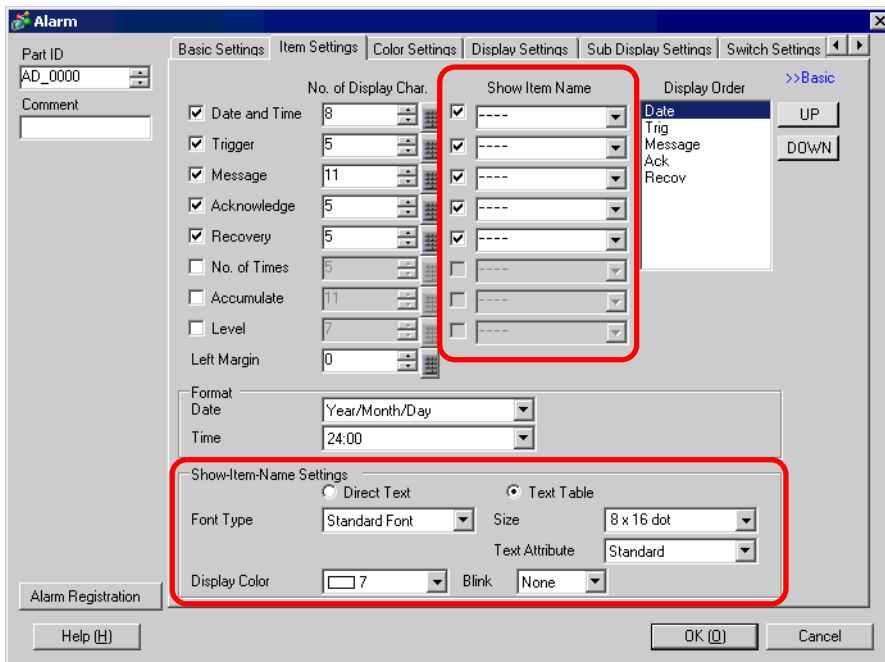 Alarm
Part ID
AD_0000
Comment
Basic Settings Item Settings Color Settings Display Settings Sub Display Settings Switch Settings
No. of Display Char. Show Item Name Display Order >>Basic
Date and Time 8 ---- Date UP
Trigger 5 ---- Trig DOWN
Message 11 ---- Message
Acknowledge 5 ---- Ack
Recovery 5 ---- Recov
No. of Times 5 ----
Accumulate 11 ----
Level 7 ----
Left Margin 0
Format
Date Year/Month/Day
Time 24:00
Show-Item-Name Settings
Direct Text Text Table
Font Type Standard Font Size 8 x 16 dot
Text Attribute Standard
Display Color 7 Blink None
Alarm Registration
Help (H) OK (O) Cancel